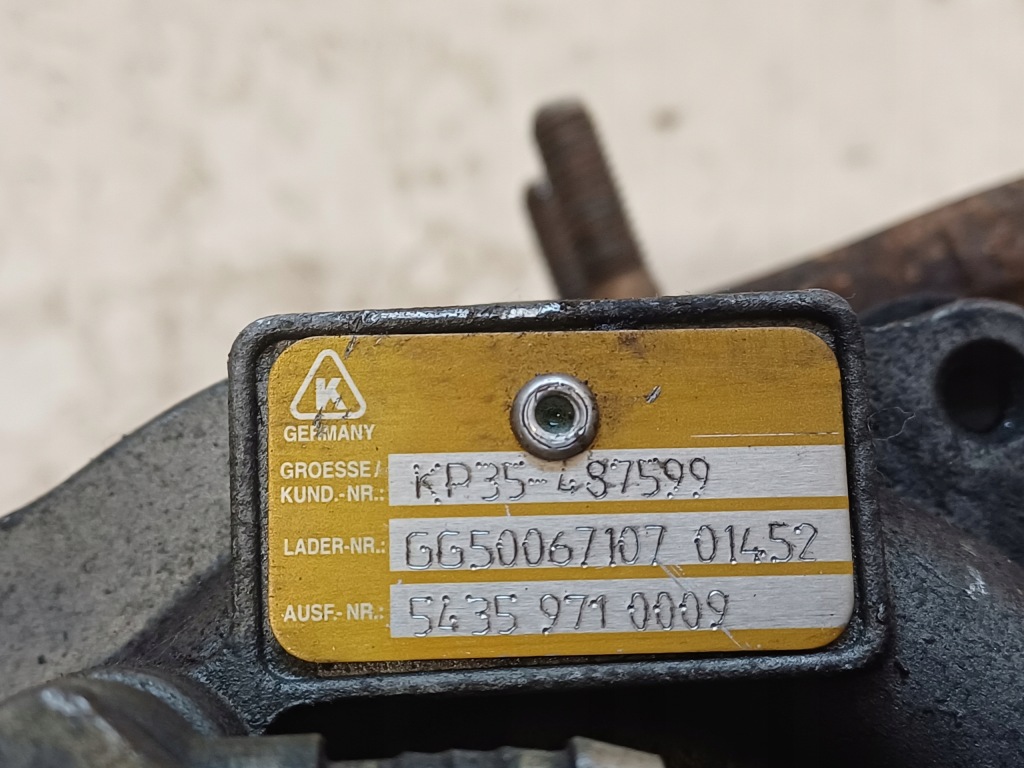 K
GERMANY
GROESSE/
KUND.-NR.: KP35-487599
LADER-NR.: GG50067107 01452
AUSF.-NR.: 5435 971 0009